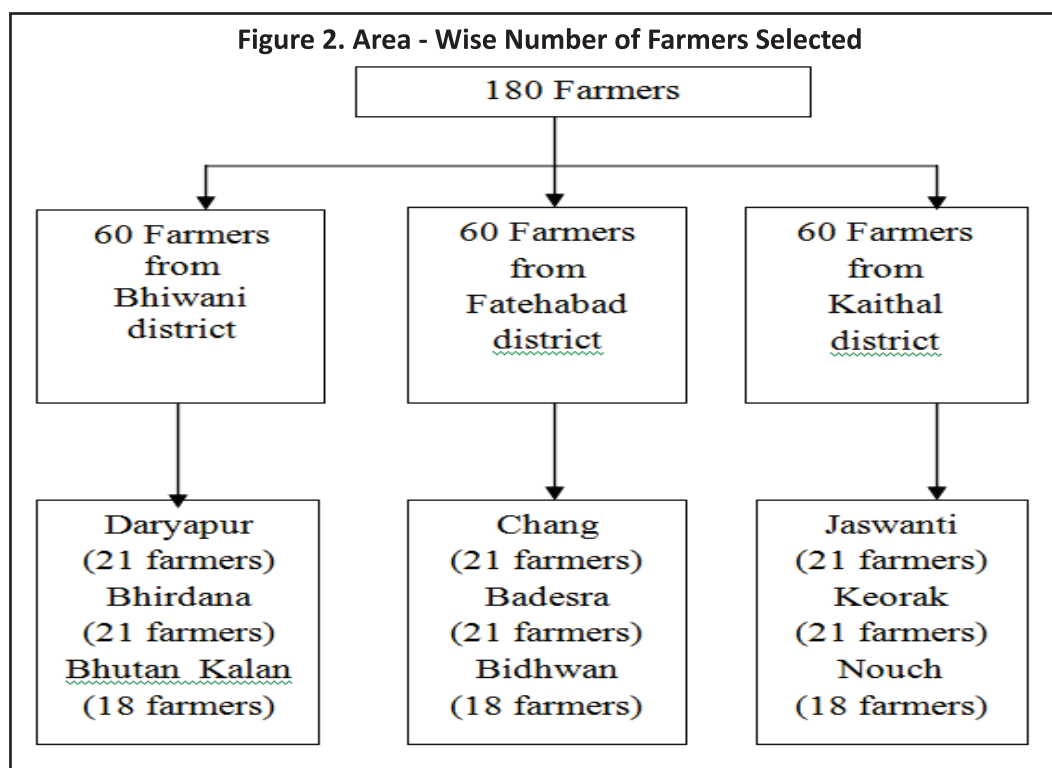 Figure 2. Area - Wise Number of Farmers Selected
180 Farmers
60 Farmers
from
Bhiwani
district
60 Farmers
from
Fatehabad
district
60 Farmers
from
Kaithal
district
Daryapur
(21 farmers)
Bhirdana
(21 farmers)
Bhutan Kalan
(18 farmers)
Chang
(21 farmers)
Badesra
(21 farmers)
Bidhwan
(18 farmers)
Jaswanti
(21 farmers)
Keorak
(21 farmers)
Nouch
(18 farmers)